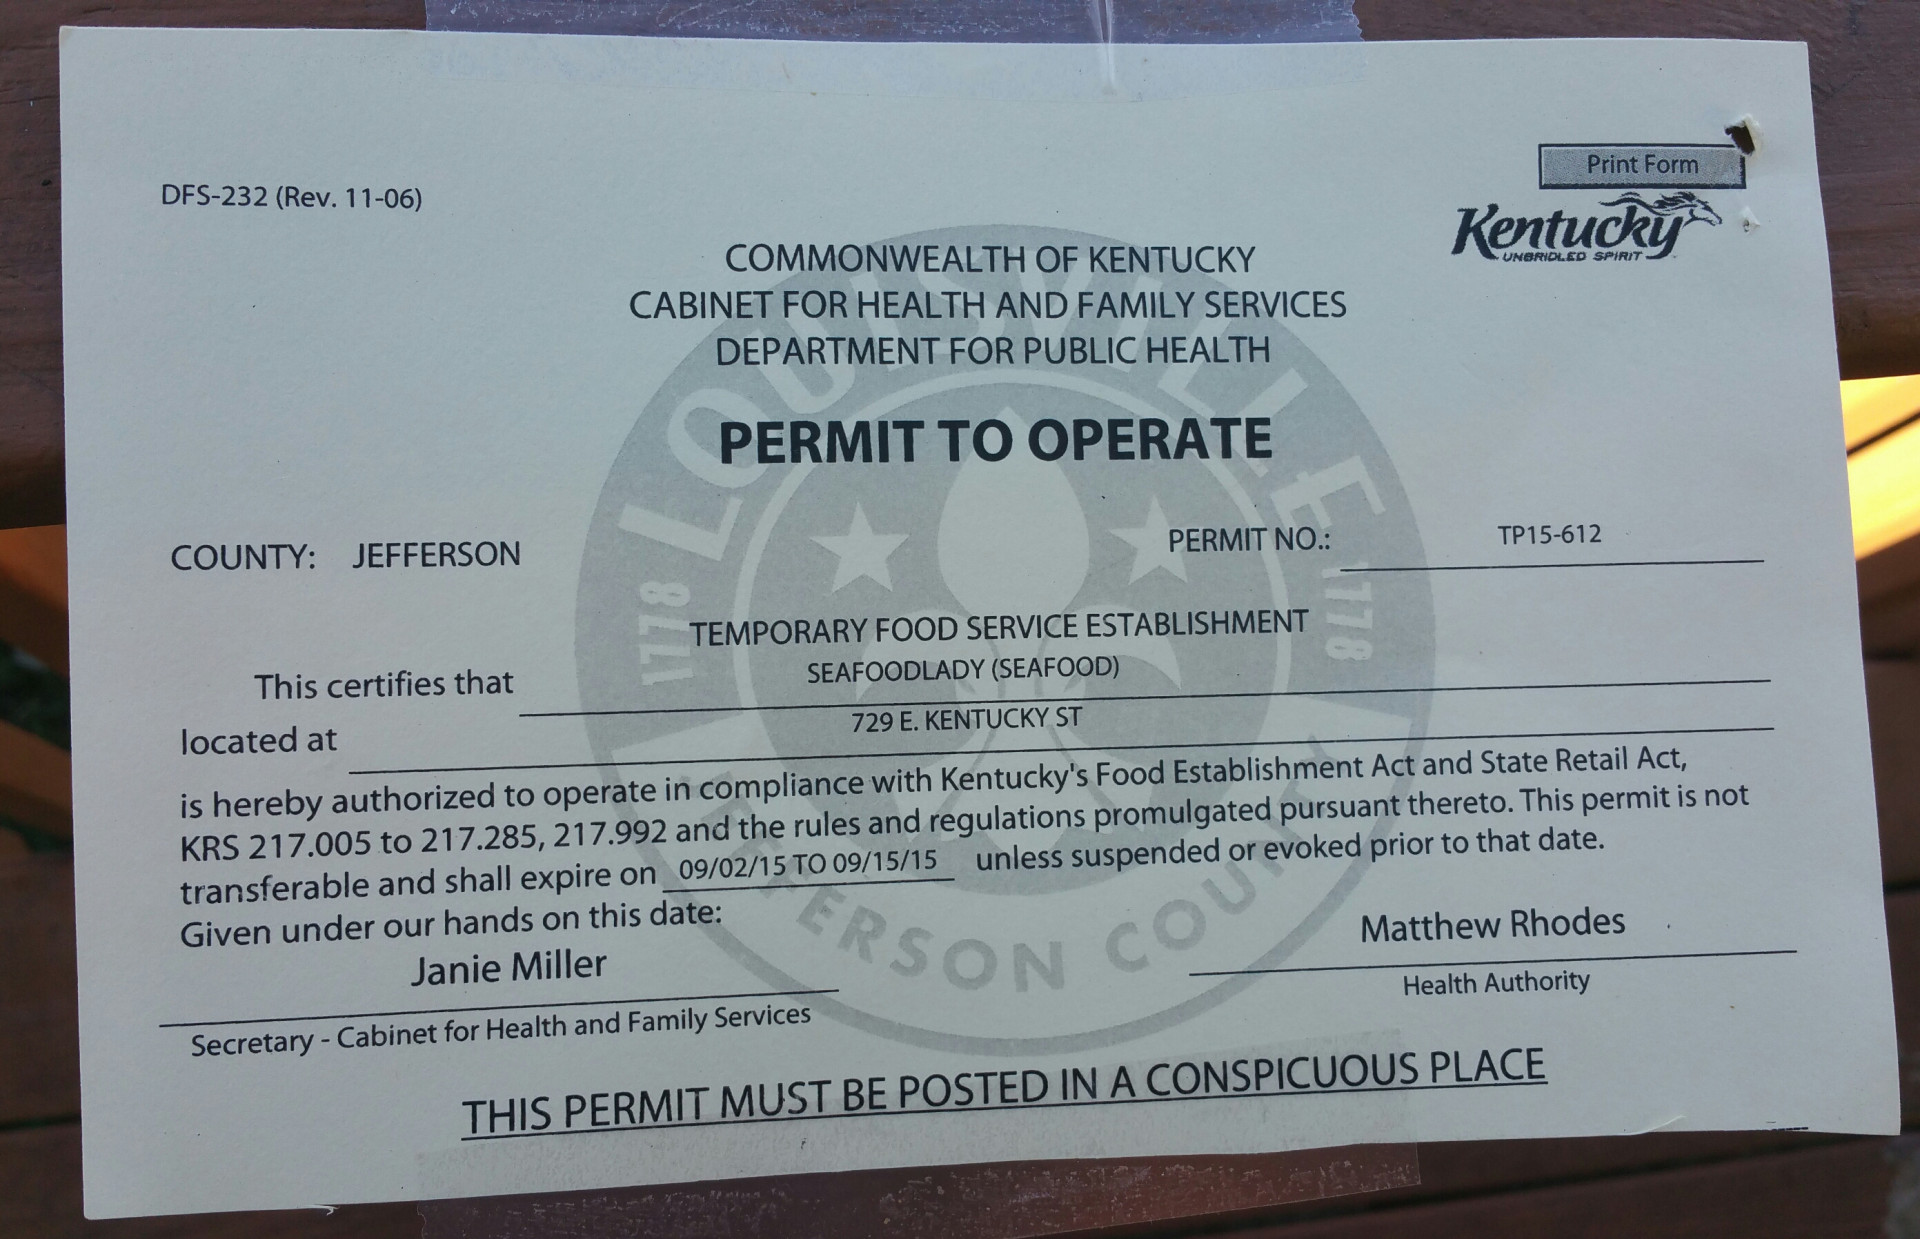 Print Form
DFS-232 (Rev. 11-06)
Kentucky
UNBRIDLED SPIRIT
COMMONWEALTH OF KENTUCKY
CABINET FOR HEALTH AND FAMILY SERVICES
DEPARTMENT FOR PUBLIC HEALTH
PERMIT TO OPERATE
COUNTY: JEFFERSON PERMIT NO.: TP15-612
TEMPORARY FOOD SERVICE ESTABLISHMENT
This certifies that SEAFOODLADY (SEAFOOD)
located at 729 E. KENTUCKY ST
is hereby authorized to operate in compliance with Kentucky's Food Establishment Act and State Retail Act,
KRS 217.005 to 217.285, 217.992 and the rules and regulations promulgated pursuant thereto. This permit is not
transferable and shall expire on 09/02/15 TO 09/15/15 unless suspended or evoked prior to that date.
Given under our hands on this date:
Janie Miller
Matthew Rhodes
Secretary - Cabinet for Health and Family Services
Health Authority
THIS PERMIT MUST BE POSTED IN A CONSPICUOUS PLACE
LOUISVILLE
1778
1778
JEFFERSON COUNTY